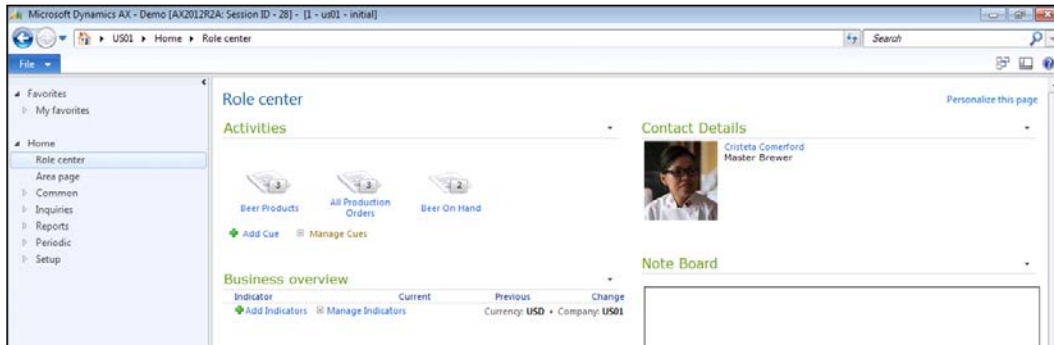 Microsoft Dynamics AX - Demo [AX2012R2A: Session ID - 28] - [1 - us01 - initial]
US01 Home Role center
Search
File
Favorites
My favorites
Home
Role center
Area page
Common
Inquiries
Reports
Periodic
Setup
Role center
Personalize this page
Activities
3
3
2
Beer Products
All Production
Orders
Beer On Hand
Add Cue
Manage Cues
Business overview
Indicator Current Previous Change
Add Indicators Manage Indicators Currency: USD • Company: US01
Contact Details
Cristeta Comerford
Master Brewer
Note Board